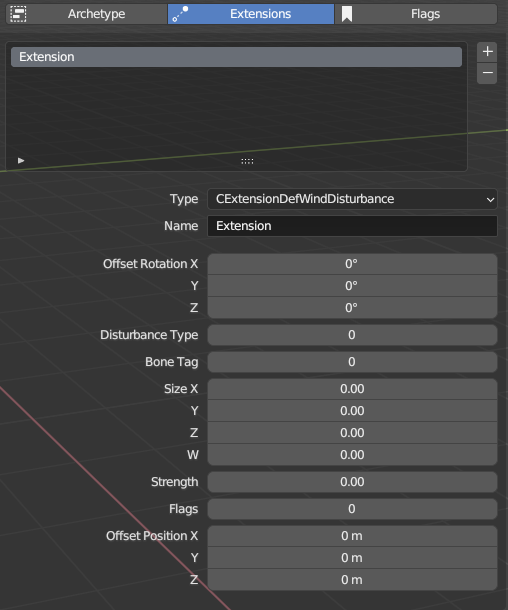 Archetype Extensions Flags
Extension
+
−
Type CExtensionDefWindDisturbance
Name Extension
Offset Rotation X 0°
Y 0°
Z 0°
Disturbance Type 0
Bone Tag 0
Size X 0.00
Y 0.00
Z 0.00
W 0.00
Strength 0.00
Flags 0
Offset Position X 0 m
Y 0 m
Z 0 m